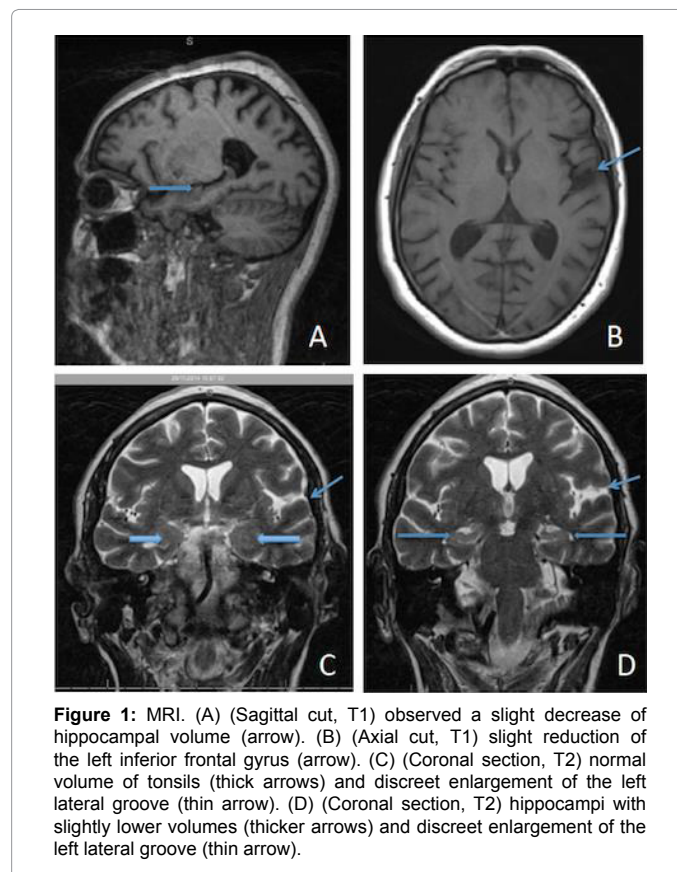 S
A
B
C
D
Figure 1: MRI. (A) (Sagittal cut, T1) observed a slight decrease of
hippocampal volume (arrow). (B) (Axial cut, T1) slight reduction of
the left inferior frontal gyrus (arrow). (C) (Coronal section, T2) normal
volume of tonsils (thick arrows) and discreet enlargement of the left
lateral groove (thin arrow). (D) (Coronal section, T2) hippocampi with
slightly lower volumes (thicker arrows) and discreet enlargement of the
left lateral groove (thin arrow).